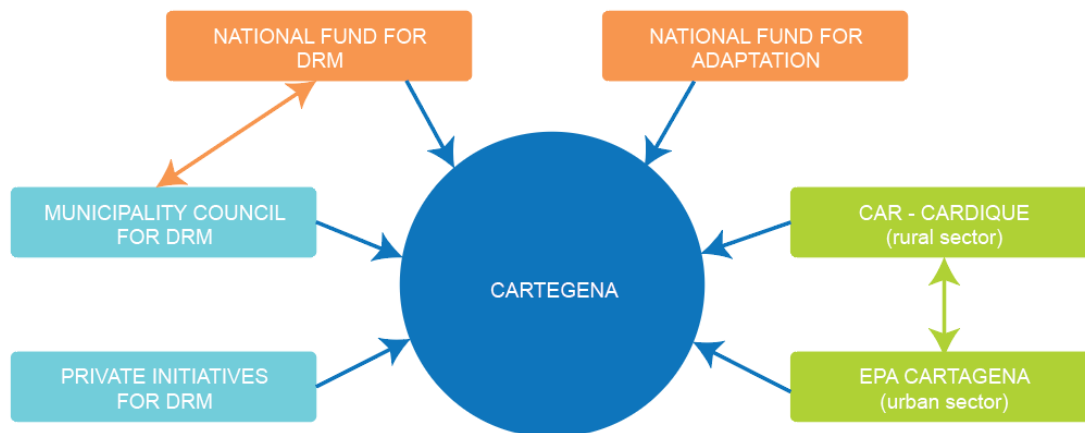 NATIONAL FUND FOR
DRM
NATIONAL FUND FOR
ADAPTATION
MUNICIPALITY COUNCIL
FOR DRM
CAR - CARDIQUE
(rural sector)
CARTEGENA
PRIVATE INITIATIVES
FOR DRM
EPA CARTAGENA
(urban sector)